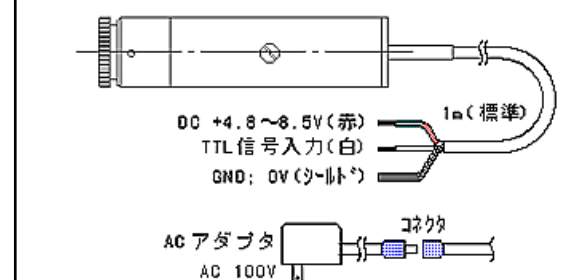 DC +4.8～8.5V(赤)
1m(標準)
TTL信号入力(白)
GND; 0V(ｼｰﾙﾄﾞ)
コネクタ
ACアダプタ
AC 100V